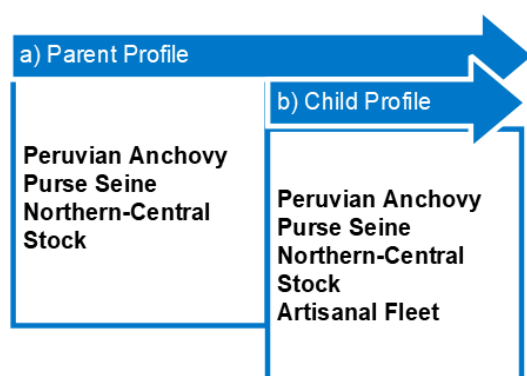 a) Parent Profile
b) Child Profile
Peruvian Anchovy
Purse Seine
Northern-Central
Stock
Peruvian Anchovy
Purse Seine
Northern-Central
Stock
Artisanal Fleet